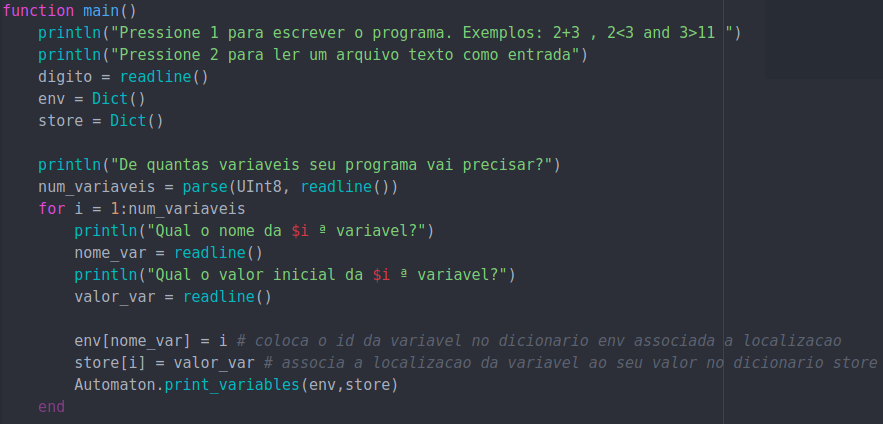 function main()
    println("Pressione 1 para escrever o programa. Exemplos: 2+3 , 2<3 and 3>11 ")
    println("Pressione 2 para ler um arquivo texto como entrada")
    digito = readline()
    env = Dict()
    store = Dict()

    println("De quantas variaveis seu programa vai precisar?")
    num_variaveis = parse(UInt8, readline())
    for i = 1:num_variaveis
        println("Qual o nome da $i ª variavel?")
        nome_var = readline()
        println("Qual o valor inicial da $i ª variavel?")
        valor_var = readline()

        env[nome_var] = i # coloca o id da variavel no dicionario env associada a localizacao
        store[i] = valor_var # associa a localizacao da variavel ao seu valor no dicionario store
        Automaton.print_variables(env,store)
    end